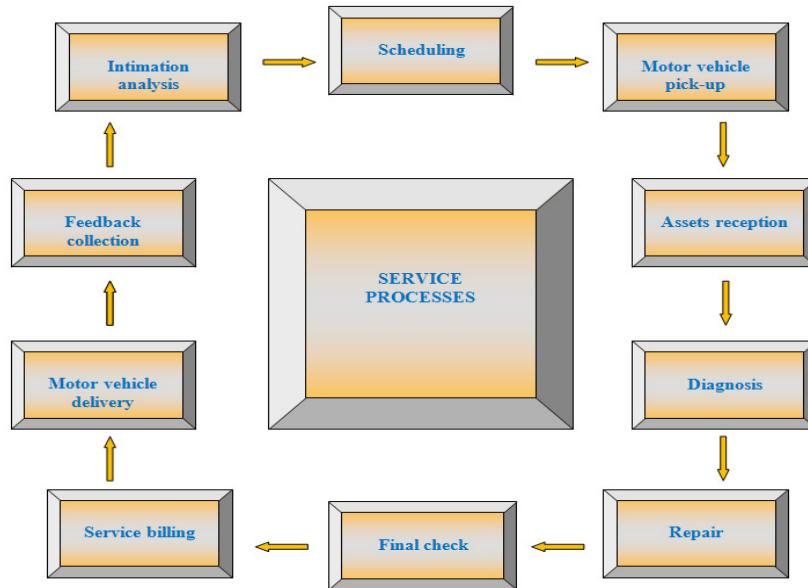 Intimation
analysis
Scheduling
Motor vehicle
pick-up
Assets reception
Diagnosis
Repair
Final check
Service billing
Motor vehicle
delivery
Feedback
collection
SERVICE
PROCESSES